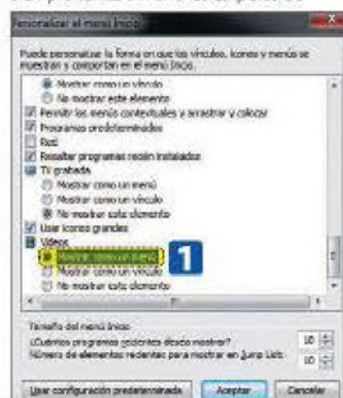 Personalizar el menú Inicio
Puede personalizar la forma en que los vínculos, iconos y menús se
muestran y comportan en el menú Inicio.
Mostrar como un vínculo
No mostrar este elemento
Permitir los menús contextuales y arrastrar y colocar
Programas predeterminados
Red
Resaltar programas recién instalados
TV grabada
Mostrar como un menú
Mostrar como un vínculo
No mostrar este elemento
Usar iconos grandes
Vídeos
Mostrar como un menú
1
Mostrar como un vínculo
No mostrar este elemento
Tamaño del menú Inicio
¿Cuántos programas recientes desea mostrar? 10
Número de elementos recientes para mostrar en Jump List: 10
Usar configuración predeterminada Aceptar Cancelar